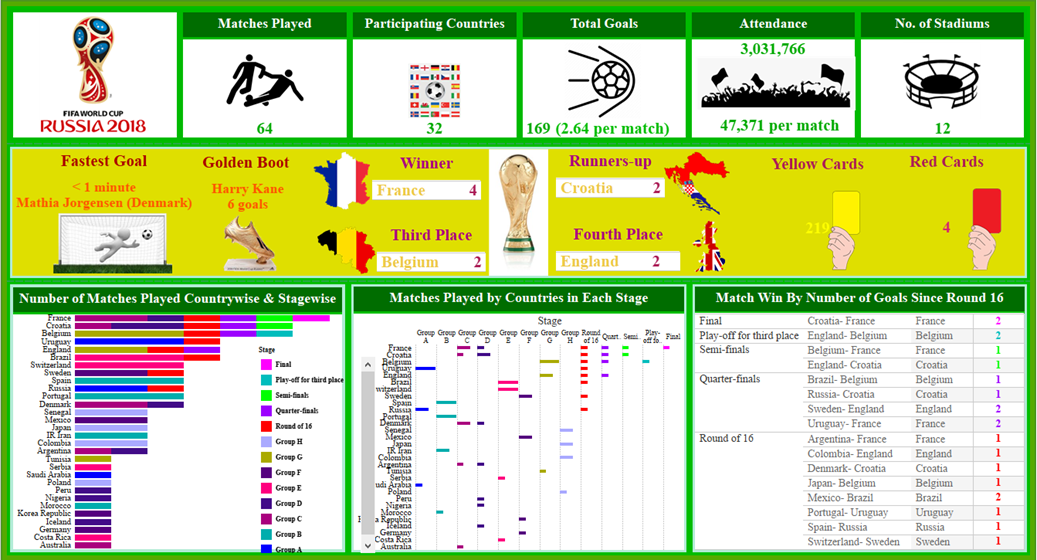 FIFA WORLD CUP
RUSSIA 2018
Matches Played
64
Participating Countries
32
Total Goals
169 (2.64 per match)
Attendance
3,031,766
47,371 per match
No. of Stadiums
12
Fastest Goal
< 1 minute
Mathia Jorgensen (Denmark)
Golden Boot
Harry Kane
6 goals
Winner
France 4
Third Place
Belgium 2
Runners-up
Croatia 2
Fourth Place
England 2
Yellow Cards
219
Red Cards
4
Number of Matches Played Countrywise & Stagewise
France
Croatia
Belgium
Uruguay
England
Brazil
Switzerland
Sweden
Spain
Russia
Portugal
Denmark
Senegal
Mexico
Japan
IR Iran
Colombia
Argentina
Tunisia
Serbia
Saudi Arabia
Poland
Peru
Nigeria
Morocco
Korea Republic
Iceland
Germany
Costa Rica
Australia
Stage
Final
Play-off for third place
Semi-finals
Quarter-finals
Round of 16
Group H
Group G
Group F
Group E
Group D
Group C
Group B
Group A
Matches Played by Countries in Each Stage
Stage
Group A
Group B
Group C
Group D
Group E
Group F
Group G
Group H
Round of 16
Quart..
Semi..
Play-off fo..
Final
France
Croatia
Belgium
Uruguay
England
Brazil
witzerland
Sweden
Spain
Russia
Portugal
Denmark
Senegal
Mexico
Japan
IR Iran
Colombia
Argentina
Tunisia
Serbia
udi Arabia
Poland
Peru
Nigeria
Morocco
Republic
Iceland
Germany
Costa Rica
Australia
Match Win By Number of Goals Since Round 16
Final Croatia- France France 2
Play-off for third place England- Belgium Belgium 2
Semi-finals Belgium- France France 1
England- Croatia Croatia 1
Quarter-finals Brazil- Belgium Belgium 1
Russia- Croatia Croatia 1
Sweden- England England 2
Uruguay- France France 2
Round of 16 Argentina- France France 1
Colombia- England England 1
Denmark- Croatia Croatia 1
Japan- Belgium Belgium 1
Mexico- Brazil Brazil 2
Portugal- Uruguay Uruguay 1
Spain- Russia Russia 1
Switzerland- Sweden Sweden 1